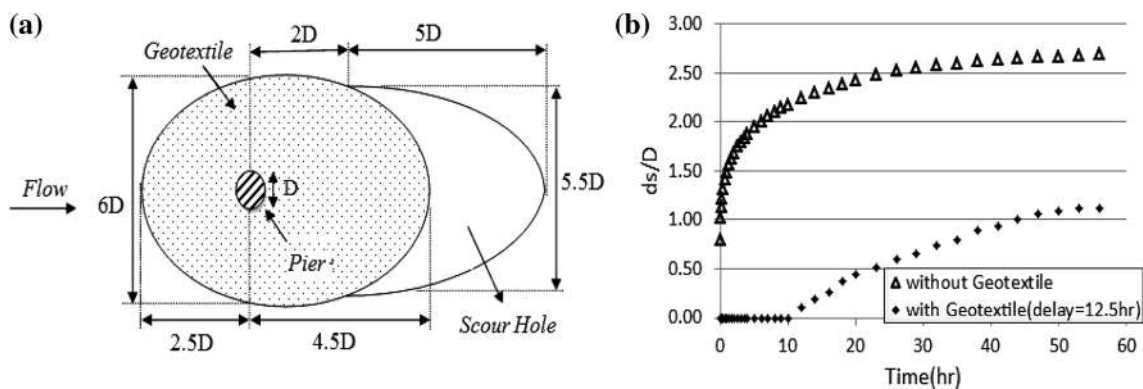 (a)
2D
5D
Geotextile
Flow
6D
D
5.5D
Pier
Scour Hole
2.5D
4.5D
(b)
3.00
2.50
2.00
1.50
1.00
0.50
0.00
ds/D
without Geotextile
with Geotextile(delay=12.5hr)
0 10 20 30 40 50 60
Time(hr)